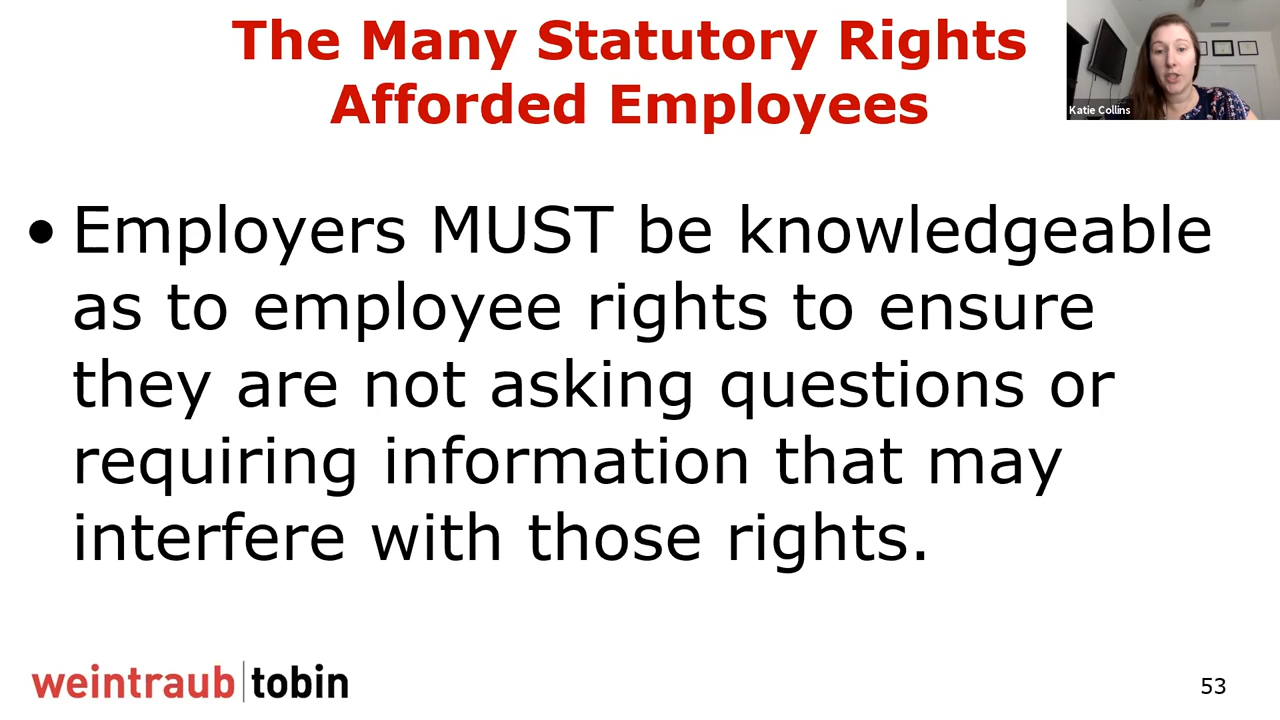 The Many Statutory Rights
Afforded Employees
Katie Collins
• Employers MUST be knowledgeable
as to employee rights to ensure
they are not asking questions or
requiring information that may
interfere with those rights.
weintraub | tobin
53